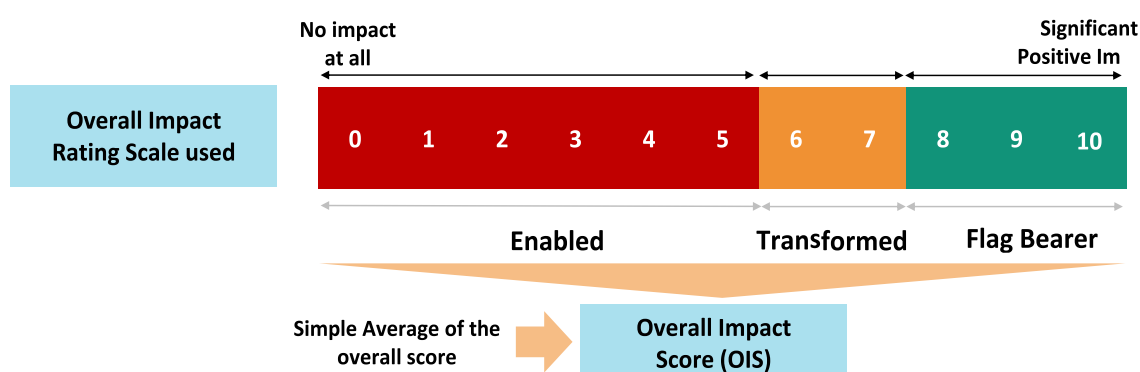 No impact
at all
Significant
Positive Im
Overall Impact
Rating Scale used
0 1 2 3 4 5 6 7 8 9 10
Enabled Transformed Flag Bearer
Simple Average of the
overall score
Overall Impact
Score (OIS)